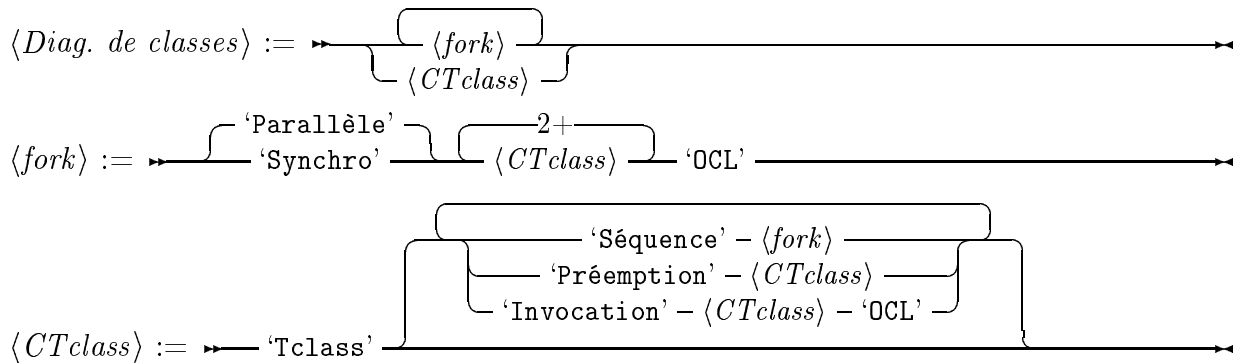 ⟨Diag. de classes⟩ := ⟨fork⟩
⟨CTclass⟩
‘Parallèle’ 2+
⟨fork⟩ := ‘Synchro’ ⟨CTclass⟩ ‘OCL’
‘Séquence’ – ⟨fork⟩
‘Préemption’ – ⟨CTclass⟩
‘Invocation’ – ⟨CTclass⟩ – ‘OCL’
⟨CTclass⟩ := ‘Tclass’